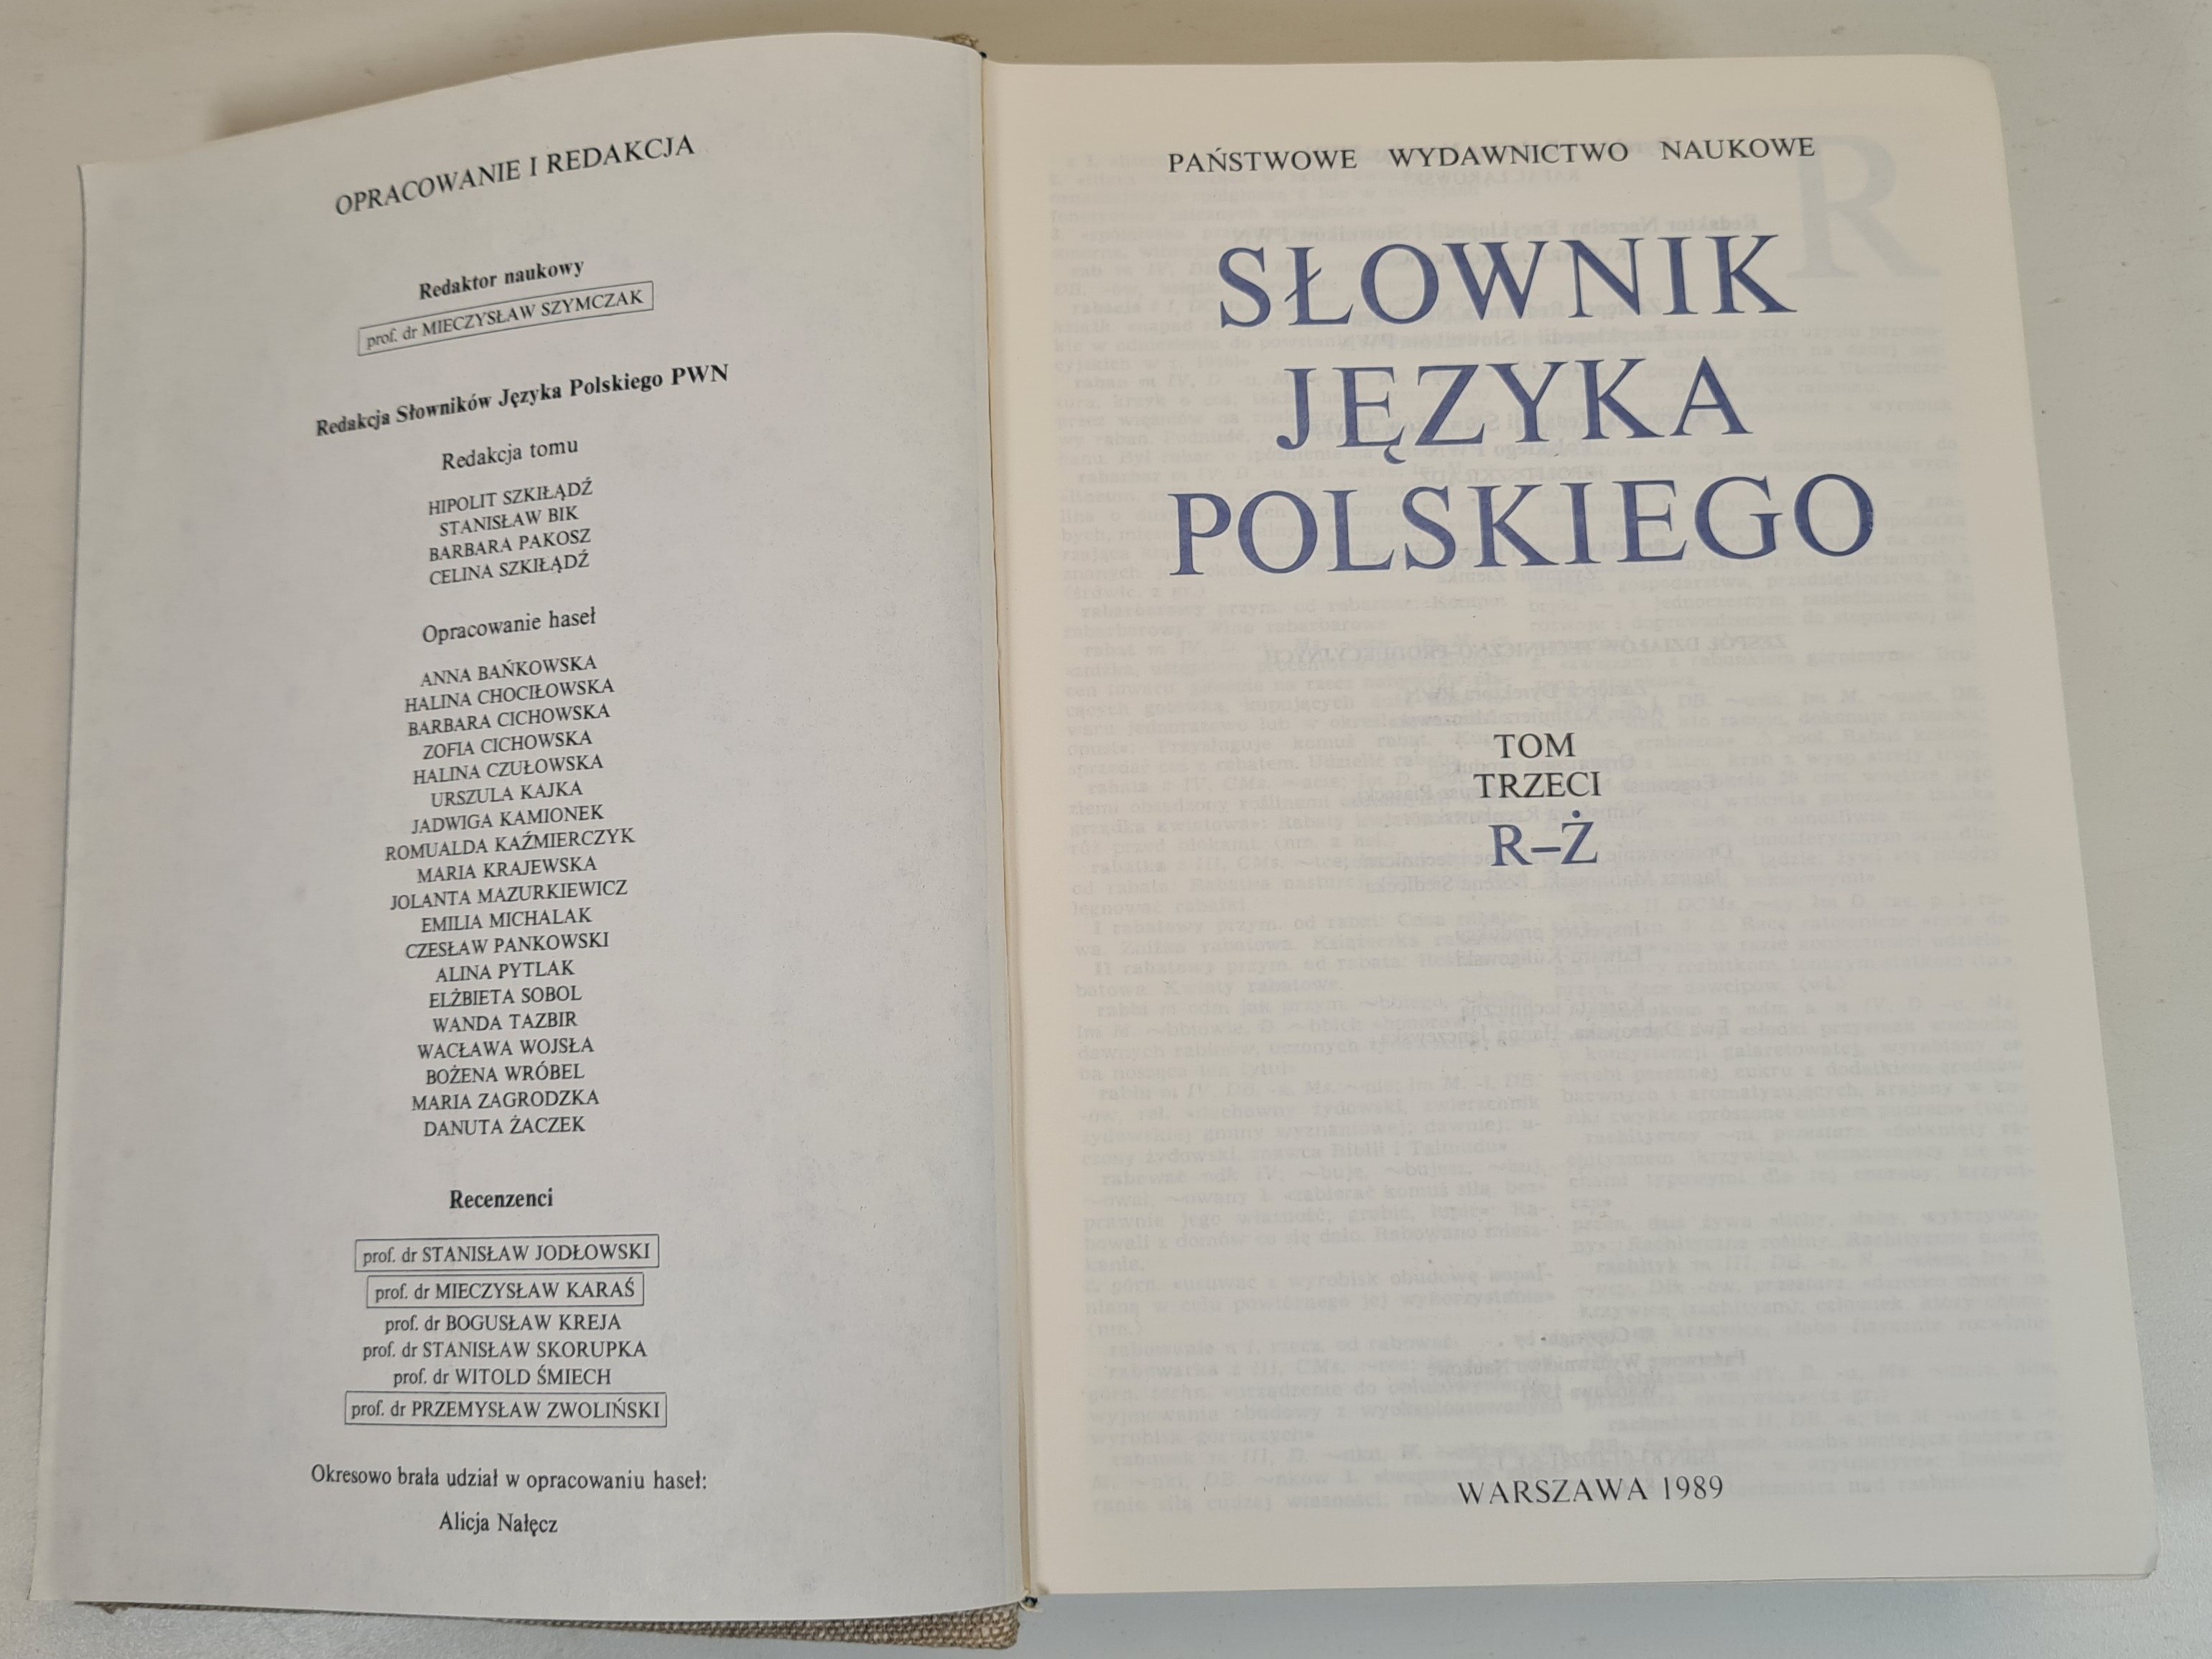 OPRACOWANIE I REDAKCJA
Redaktor naukowy
prof. dr MIECZYSŁAW SZYMCZAK
Redakcja Słowników Języka Polskiego PWN
Redakcja tomu
HIPOLIT SZKIŁĄDŹ
STANISŁAW BIK
BARBARA PAKOSZ
CELINA SZKIŁĄDŹ
Opracowanie haseł
ANNA BAŃKOWSKA
HALINA CHOCIŁOWSKA
BARBARA CICHOWSKA
ZOFIA CICHOWSKA
HALINA CZUŁOWSKA
URSZULA KAJKA
JADWIGA KAMIONEK
ROMUALDA KAŹMIERCZYK
MARIA KRAJEWSKA
JOLANTA MAZURKIEWICZ
EMILIA MICHALAK
CZESŁAW PANKOWSKI
ALINA PYTLAK
ELŻBIETA SOBOL
WANDA TAZBIR
WACŁAWA WOJSŁA
BOŻENA WRÓBEL
MARIA ZAGRODZKA
DANUTA ŻACZEK
Recenzenci
prof. dr STANISŁAW JODŁOWSKI
prof. dr MIECZYSŁAW KARAŚ
prof. dr BOGUSŁAW KREJA
prof. dr STANISŁAW SKORUPKA
prof. dr WITOLD ŚMIECH
prof. dr PRZEMYSŁAW ZWOLIŃSKI
Okresowo brała udział w opracowaniu haseł:
Alicja Nałęcz
PAŃSTWOWE WYDAWNICTWO NAUKOWE
SŁOWNIK
JĘZYKA
POLSKIEGO
TOM
TRZECI
R–Ż
WARSZAWA 1989